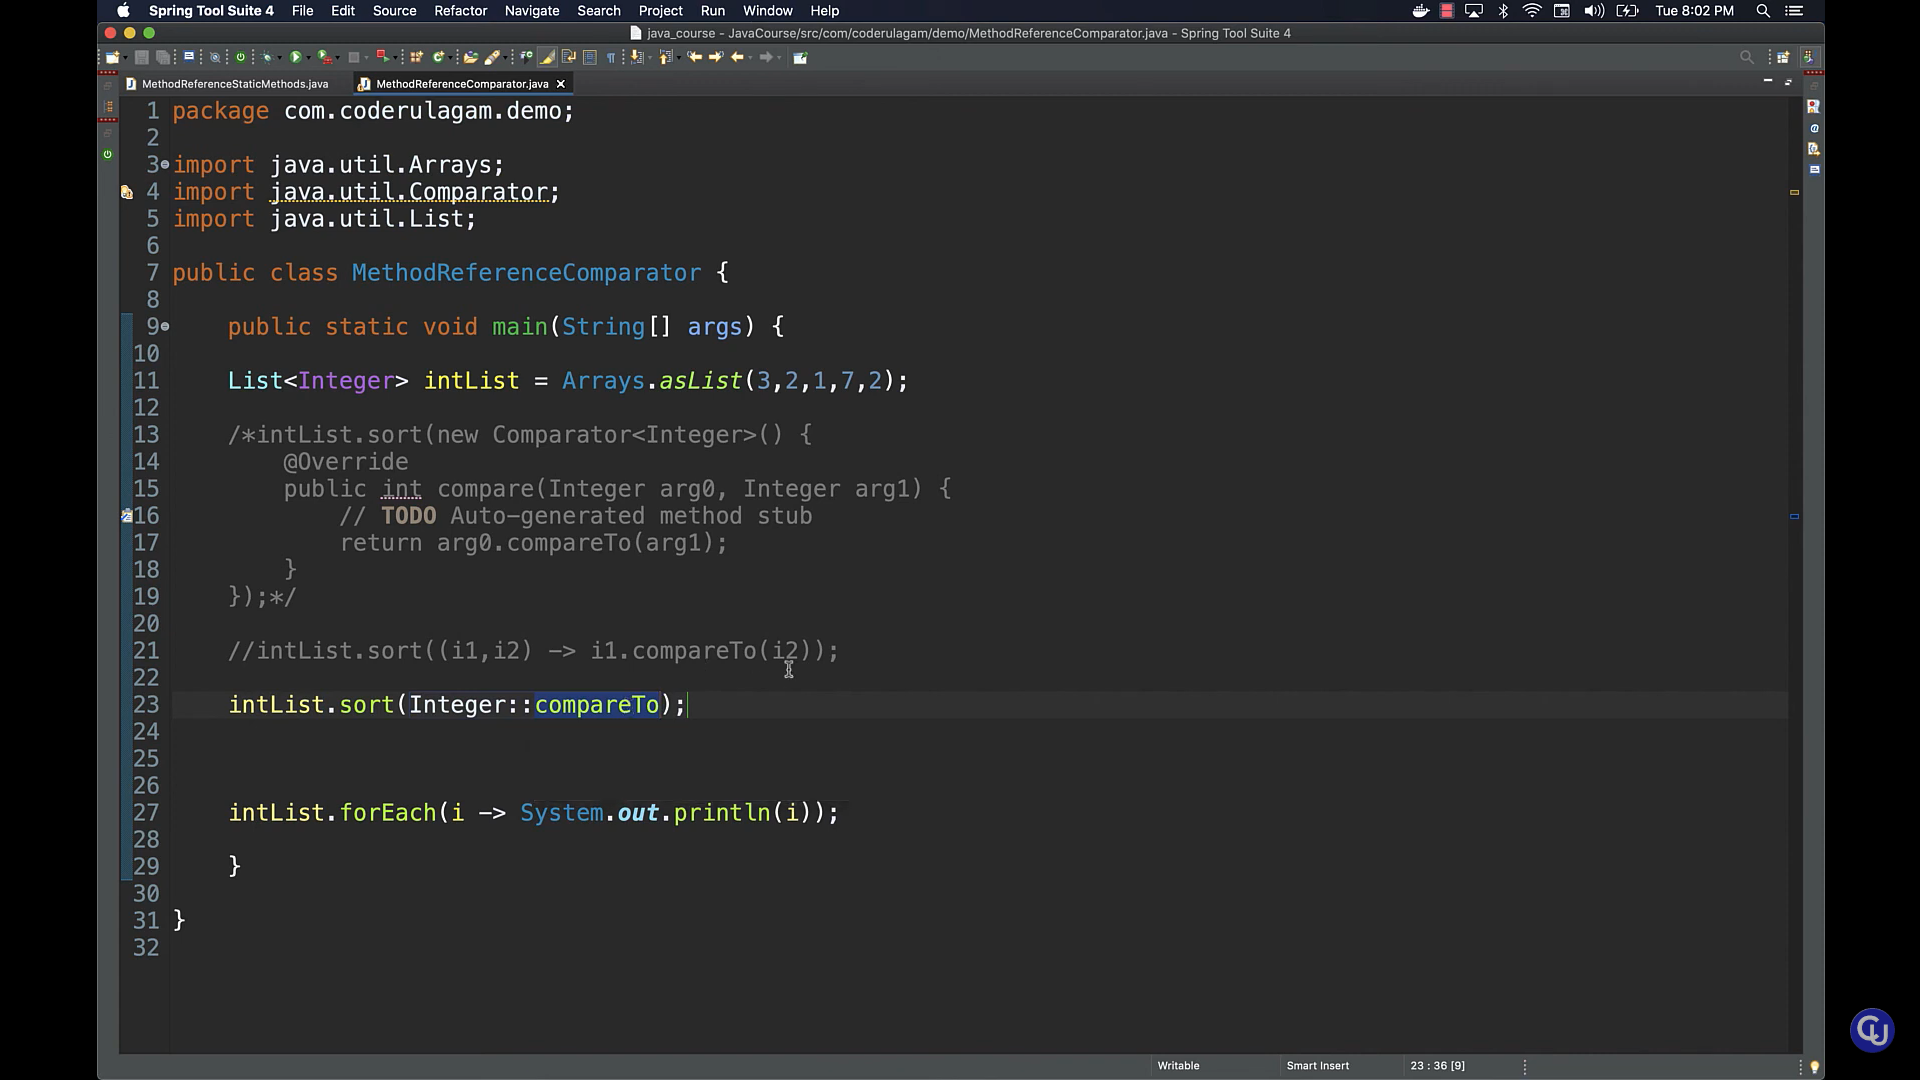 Spring Tool Suite 4 File Edit Source Refactor Navigate Search Project Run Window Help Tue 8:02 PM
java_course - JavaCourse/src/com/coderulagam/demo/MethodReferenceComparator.java - Spring Tool Suite 4
MethodReferenceStaticMethods.java MethodReferenceComparator.java
1 package com.coderulagam.demo;
2
3 import java.util.Arrays;
4 import java.util.Comparator;
5 import java.util.List;
6
7 public class MethodReferenceComparator {
8
9 public static void main(String[] args) {
10
11 List<Integer> intList = Arrays.asList(3,2,1,7,2);
12
13 /*intList.sort(new Comparator<Integer>() {
14 @Override
15 public int compare(Integer arg0, Integer arg1) {
16 // TODO Auto-generated method stub
17 return arg0.compareTo(arg1);
18 }
19 });*/
20
21 //intList.sort((i1,i2) -> i1.compareTo(i2));
22
23 intList.sort(Integer::compareTo);
24
25
26
27 intList.forEach(i -> System.out.println(i));
28
29 }
30
31 }
32
Writable Smart Insert 23 : 36 [9]